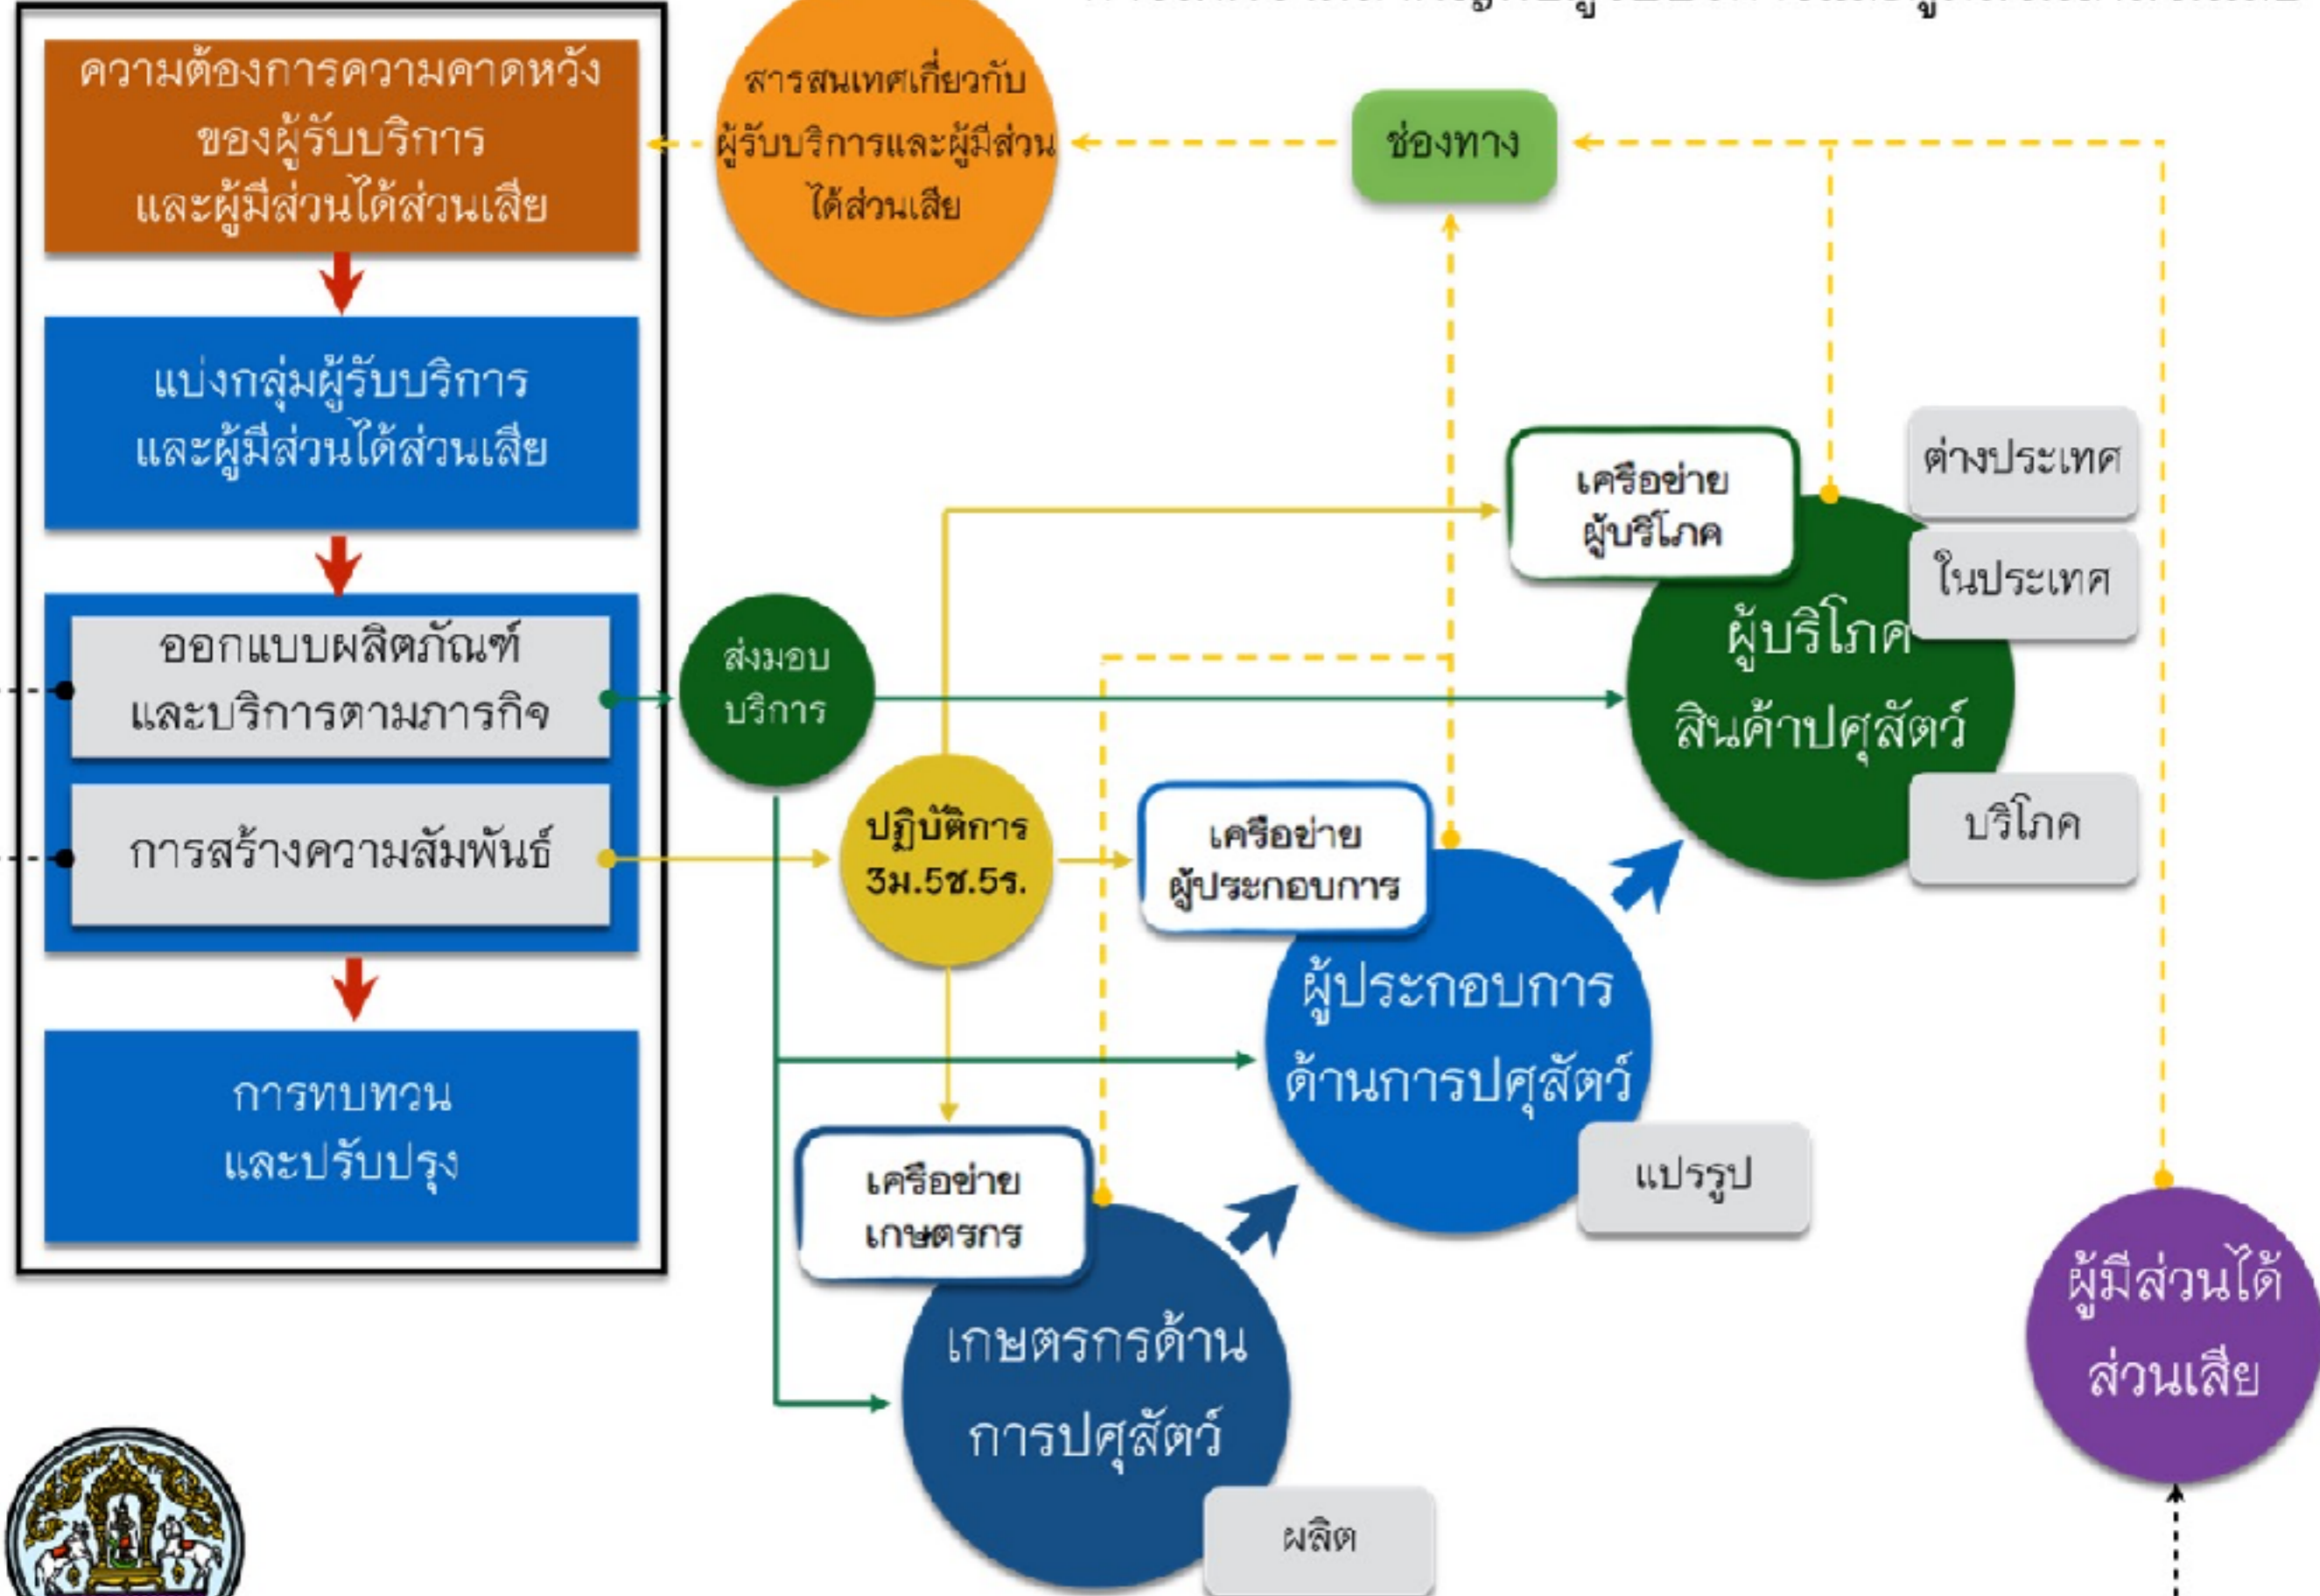 ความต้องการความคาดหวัง
ของผู้รับบริการ
และผู้มีส่วนได้ส่วนเสีย
สารสนเทศเกี่ยวกับ
ผู้รับบริการและผู้มีส่วน
ได้ส่วนเสีย
ช่องทาง
แบ่งกลุ่มผู้รับบริการ
และผู้มีส่วนได้ส่วนเสีย
เครือข่าย
ผู้บริโภค
ต่างประเทศ
ในประเทศ
ผู้บริโภค
สินค้าปศุสัตว์
บริโภค
ออกแบบผลิตภัณฑ์
และบริการตามภารกิจ
ส่งมอบ
บริการ
การสร้างความสัมพันธ์
ปฏิบัติการ
3ม.5ช.5ร.
เครือข่าย
ผู้ประกอบการ
ผู้ประกอบการ
ด้านการปศุสัตว์
แปรรูป
การทบทวน
และปรับปรุง
เครือข่าย
เกษตรกร
เกษตรกรด้าน
การปศุสัตว์
ผลิต
ผู้มีส่วนได้
ส่วนเสีย